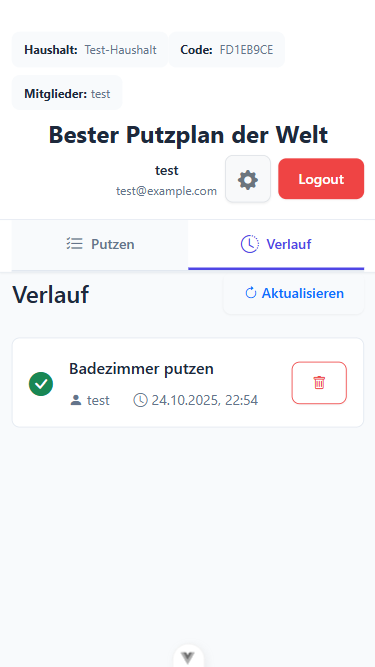 Haushalt: Test-Haushalt Code: FD1EB9CE
Mitglieder: test
Bester Putzplan der Welt
test
test@example.com
Logout
Putzen Verlauf
Verlauf Aktualisieren
Badezimmer putzen
test 24.10.2025, 22:54